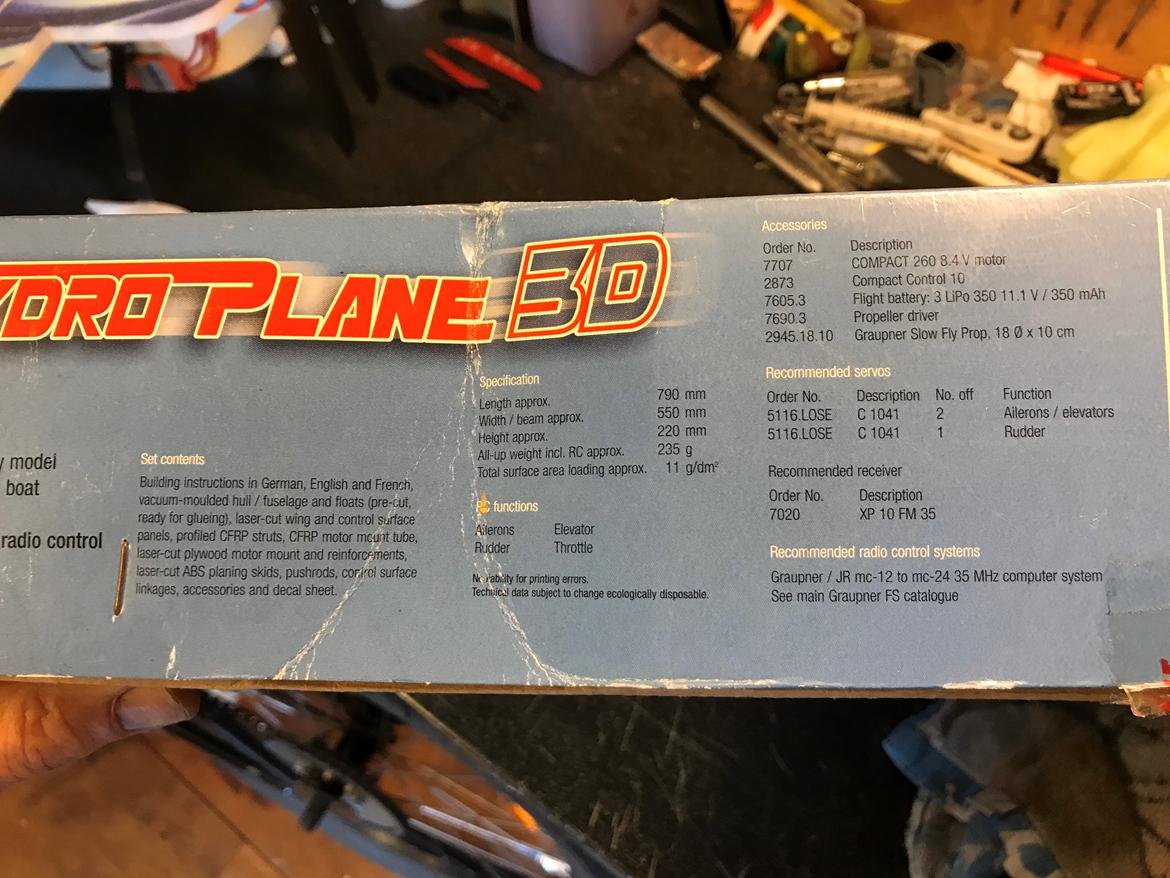 YDRO PLANE 3D
y model
boat
radio control
Set contents
Building instructions in German, English and French,
vacuum-moulded hull / fuselage and floats (pre-cut,
ready for glueing), laser-cut wing and control surface
panels, profiled CFRP struts, CFRP motor mount tube,
laser-cut plywood motor mount and reinforcements,
laser-cut ABS planing skids, pushrods, control surface
linkages, accessories and decal sheet.
Specification
Length approx. 790 mm
Width / beam approx. 550 mm
Height approx. 220 mm
All-up weight incl. RC approx. 235 g
Total surface area loading approx. 11 g/dm²
RC functions
Ailerons Elevator
Rudder Throttle
No liability for printing errors.
Technical data subject to change ecologically disposable.
Accessories
Order No. Description
7707 COMPACT 260 8.4 V motor
2873 Compact Control 10
7605.3 Flight battery: 3 LiPo 350 11.1 V / 350 mAh
7690.3 Propeller driver
2945.18.10 Graupner Slow Fly Prop, 18 Ø x 10 cm
Recommended servos
Order No. Description No. off Function
5116.LOSE C 1041 2 Ailerons / elevators
5116.LOSE C 1041 1 Rudder
Recommended receiver
Order No. Description
7020 XP 10 FM 35
Recommended radio control systems
Graupner / JR mc-12 to mc-24 35 MHz computer system
See main Graupner FS catalogue